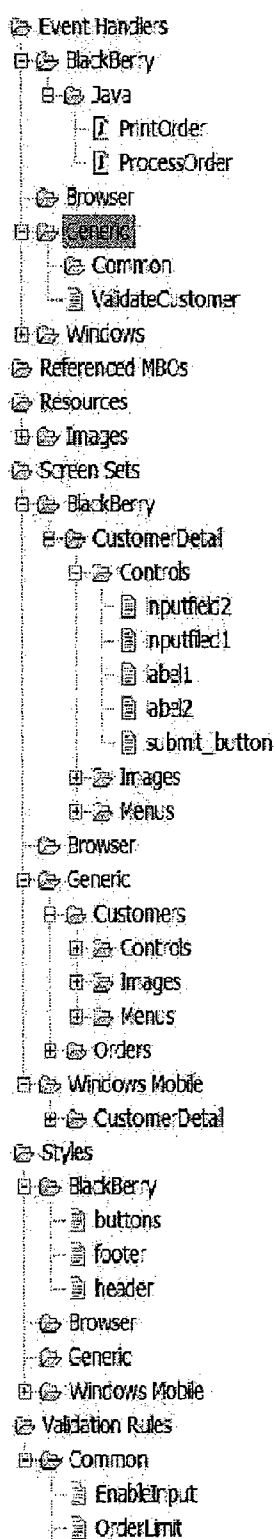 Event Handlers
BlackBerry
Java
PrintOrder
ProcessOrder
Browser
Generic
Common
ValidateCustomer
Windows
Referenced MBOs
Resources
Images
Screen Sets
BlackBerry
CustomerDetail
Controls
inputfield2
inputfiled1
label1
label2
submit_button
Images
Menus
Browser
Generic
Customers
Controls
Images
Menus
Orders
Windows Mobile
CustomerDetail
Styles
BlackBerry
buttons
footer
header
Browser
Generic
Windows Mobile
Validation Rules
Common
EnableInput
OrderLimit